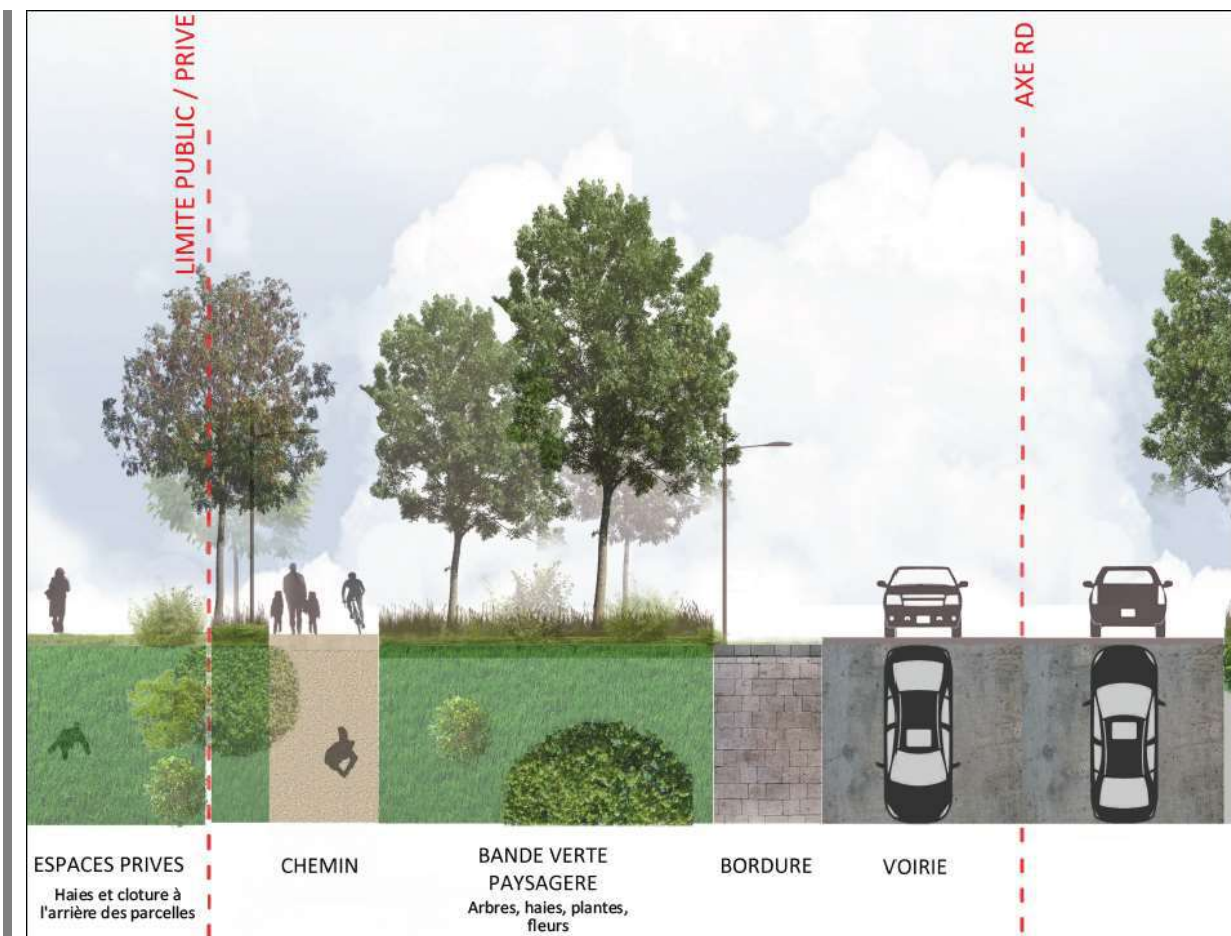 LIMITE PUBLIC / PRIVE
AXE RD
ESPACES PRIVES
Haies et cloture à
l'arrière des parcelles
CHEMIN
BANDE VERTE
PAYSAGERE
Arbres, haies, plantes,
fleurs
BORDURE
VOIRIE